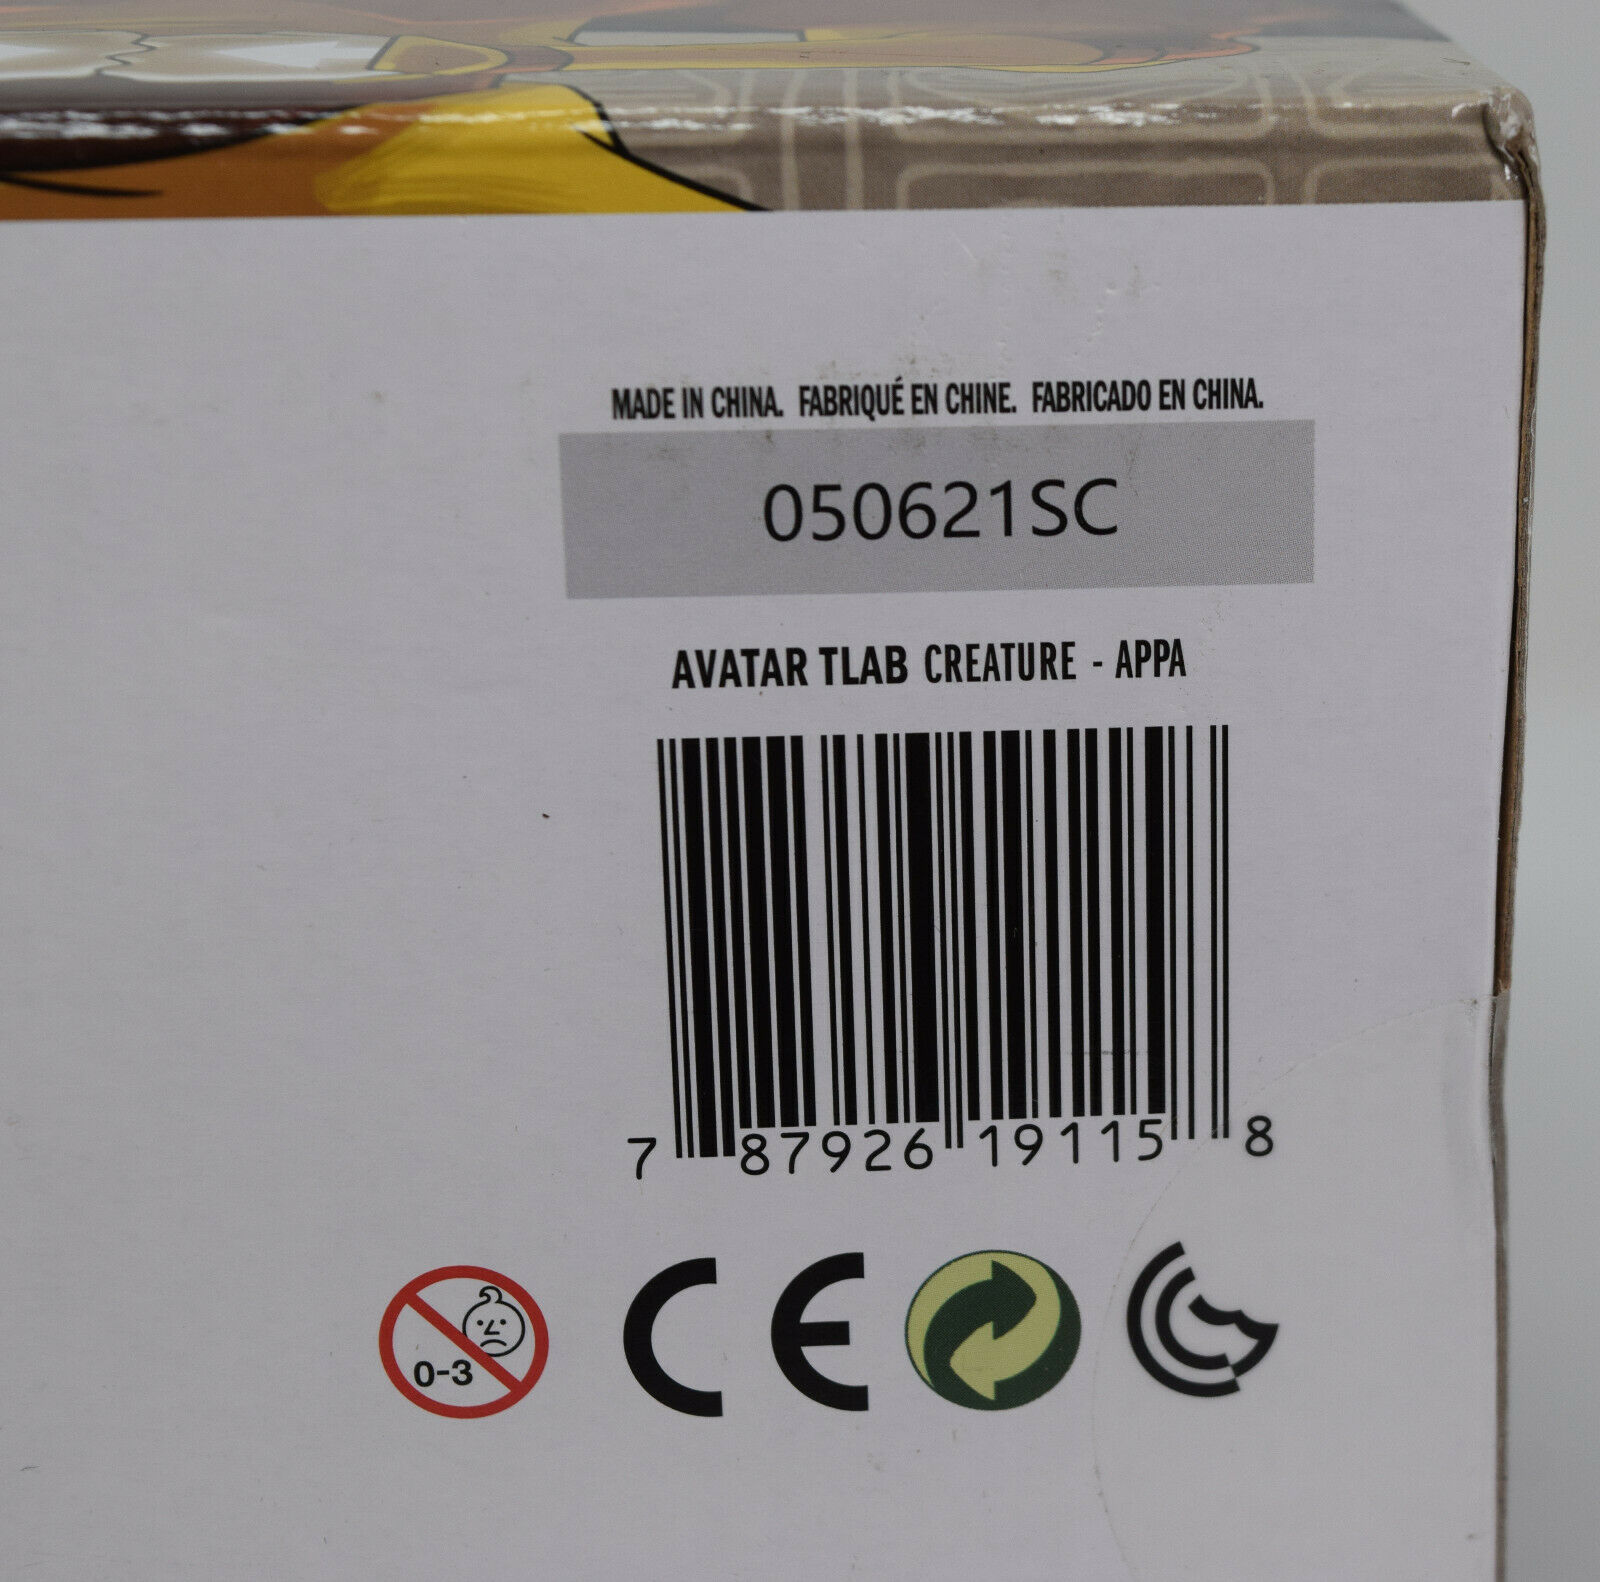 MADE IN CHINA. FABRIQUÉ EN CHINE. FABRICADO EN CHINA.
050621SC
AVATAR TLAB CREATURE - APPA
7 87926 19115 8
0-3 CE